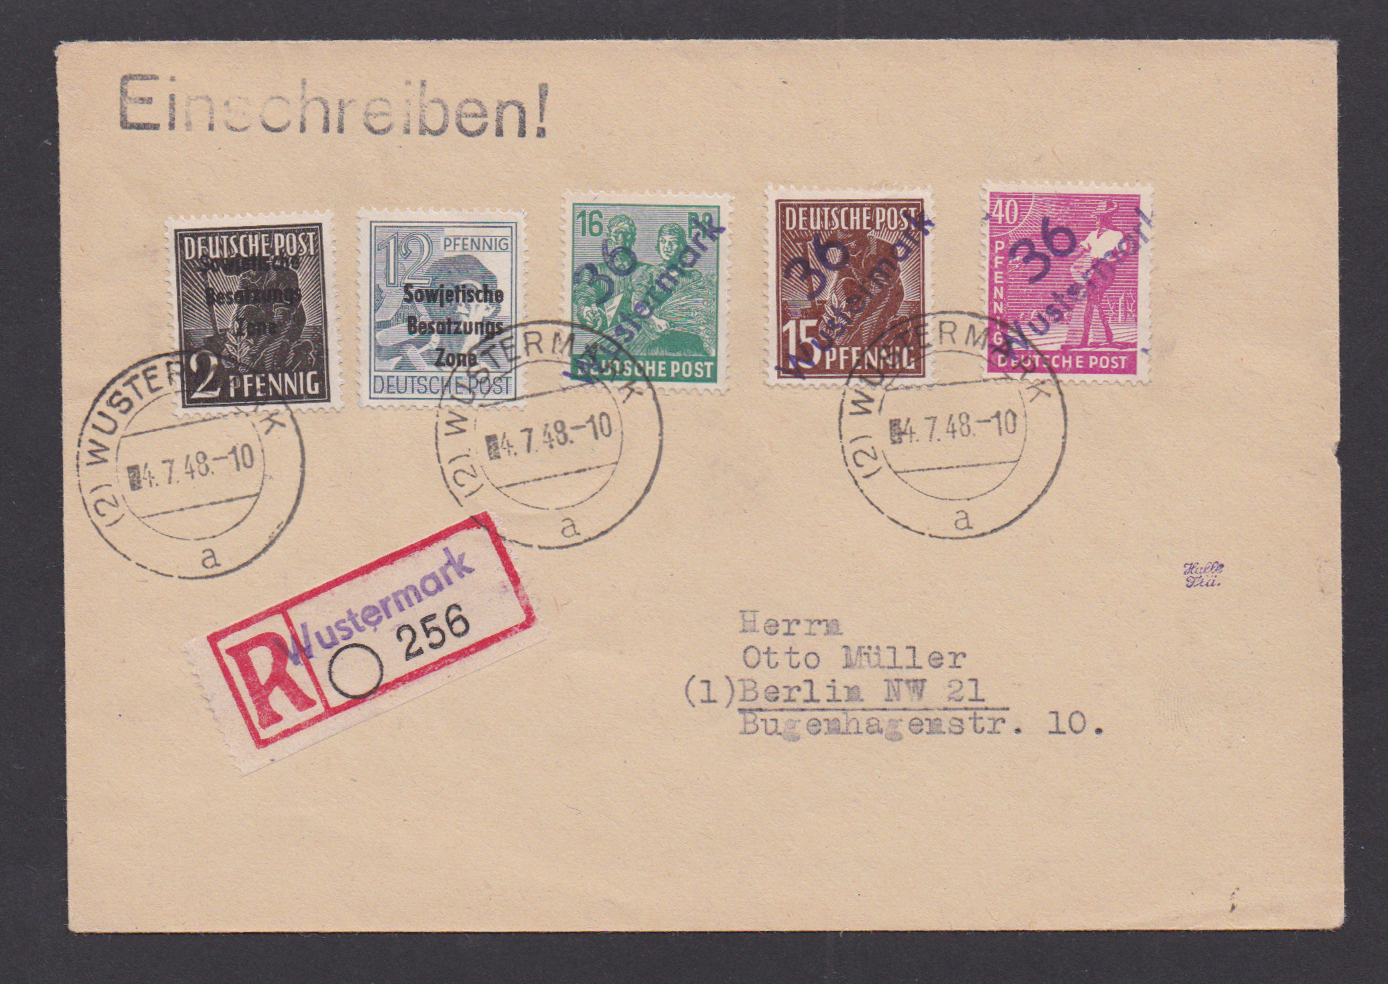 Einschreiben!
DEUTSCHE POST
Sowjetische
Besatzungs
Zone
2 PFENNIG
12 PFENNIG
Sowjetische
Besatzungs
Zone
DEUTSCHE POST
16
36
Wustermark
DEUTSCHE POST
DEUTSCHE POST
36
Wustermark
15 PFENNIG
40
PFENNIG
36
Wustermark
DEUTSCHE POST
(2) WUSTERMARK
4.7.48.-10
a
(2) WUSTERMARK
4.7.48.-10
a
(2) WUSTERMARK
4.7.48.-10
a
R
Wustermark
256
Herrn
Otto Müller
(1) Berlin NW 21
Bugenhagenstr. 10.